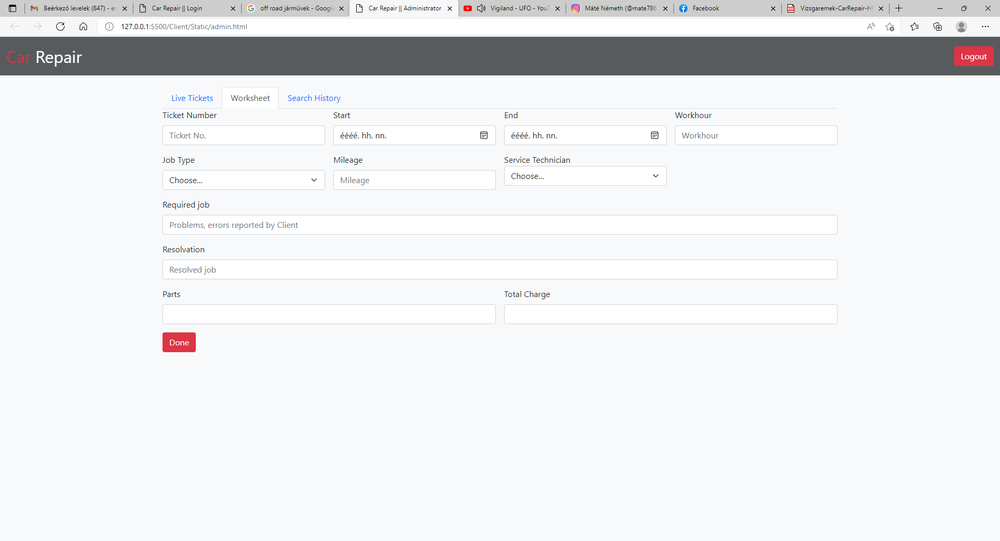 Beérkező levelek (847) - er
Car Repair || Login
off road járművek - Google
Car Repair || Administrator
Vigiland - UFO - YouT
Máté Németh (@mate786
Facebook
Vizsgaremek-CarRepair-HN
127.0.0.1:5500/Client/Static/admin.html
Car Repair
Logout
Live Tickets
Worksheet
Search History
Ticket Number
Start
End
Workhour
Ticket No.
éééé. hh. nn.
éééé. hh. nn.
Workhour
Job Type
Mileage
Service Technician
Choose...
Mileage
Choose...
Required job
Problems, errors reported by Client
Resolvation
Resolved job
Parts
Total Charge
Done